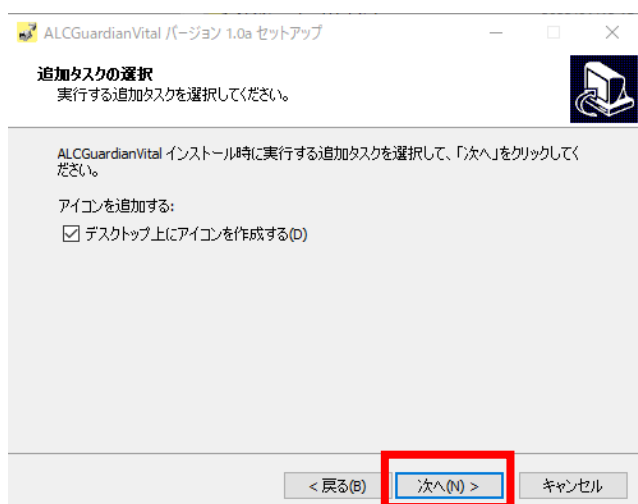 ALCGuardianVital バージョン 1.0a セットアップ
追加タスクの選択
実行する追加タスクを選択してください。
ALCGuardianVital インストール時に実行する追加タスクを選択して、「次へ」をクリックしてく
ださい。
アイコンを追加する:
デスクトップ上にアイコンを作成する(D)
< 戻る(B)
次へ(N) >
キャンセル